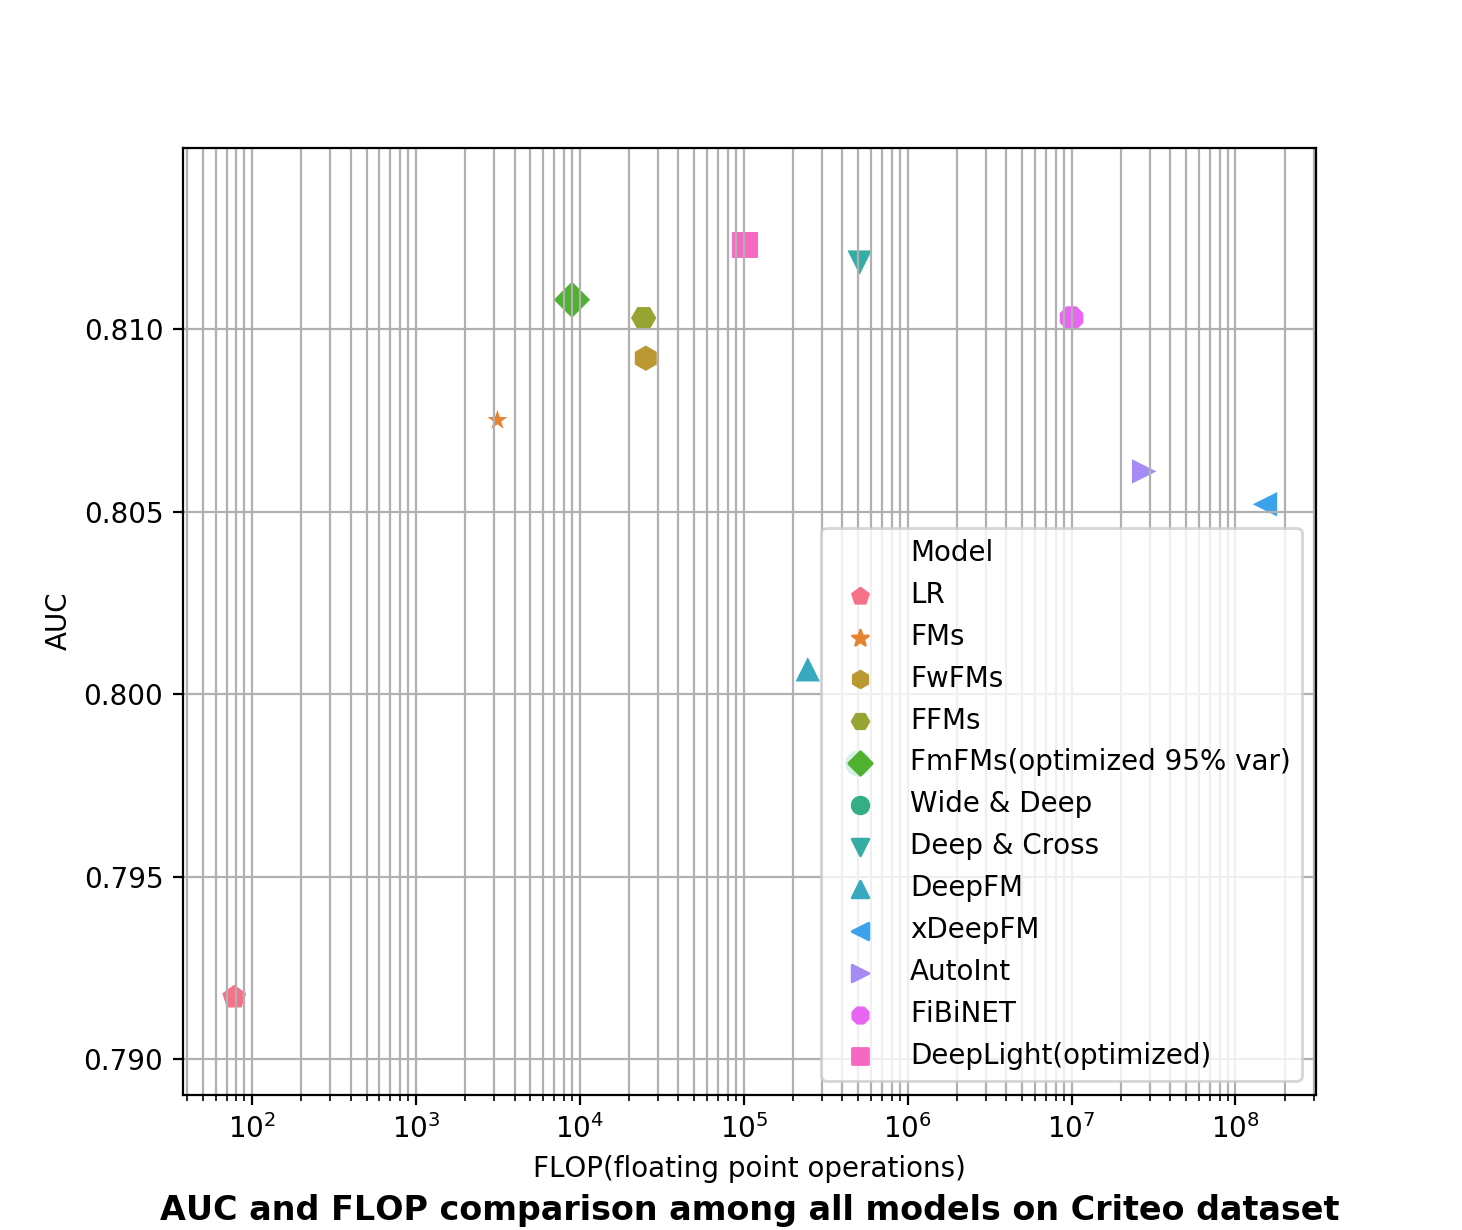 0.810
0.805
0.800
0.795
0.790
AUC
Model
LR
FMs
FwFMs
FFMs
FmFMs(optimized 95% var)
Wide & Deep
Deep & Cross
DeepFM
xDeepFM
AutoInt
FiBiNET
DeepLight(optimized)
10² 10³ 10⁴ 10⁵ 10⁶ 10⁷ 10⁸
FLOP(floating point operations)
AUC and FLOP comparison among all models on Criteo dataset